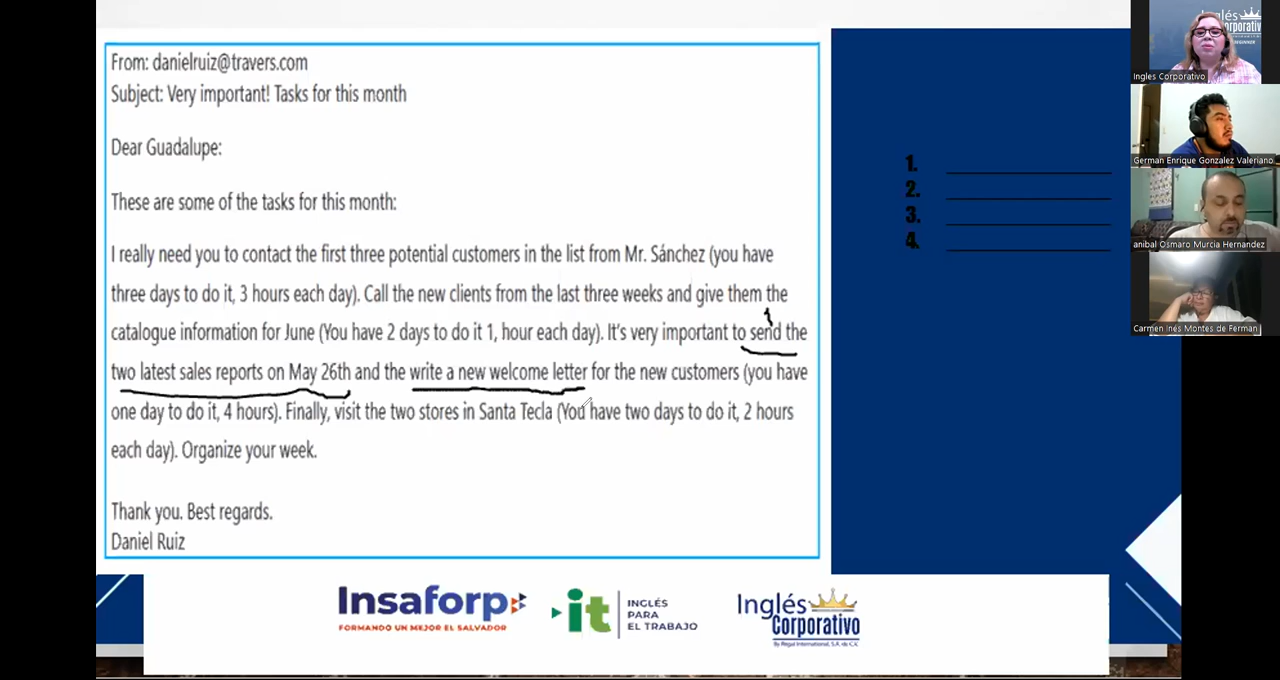 From: danielruiz@travers.com
Subject: Very important! Tasks for this month
Dear Guadalupe:
These are some of the tasks for this month:
I really need you to contact the first three potential customers in the list from Mr. Sánchez (you have
three days to do it, 3 hours each day). Call the new clients from the last three weeks and give them the
catalogue information for June (You have 2 days to do it 1, hour each day). It's very important to send the
two latest sales reports on May 26th and the write a new welcome letter for the new customers (you have
one day to do it, 4 hours). Finally, visit the two stores in Santa Tecla (You have two days to do it, 2 hours
each day). Organize your week.
Thank you. Best regards.
Daniel Ruiz
1.
2.
3.
4.
Insaforp
FORMANDO UN MEJOR EL SALVADOR
it
INGLÉS
PARA
EL TRABAJO
Inglés
Corporativo
By Regal International, S.A. de C.V.
Ingles Corporativo
German Enrique Gonzalez Valeriano
anibal Osmaro Murcia Hernandez
Carmen Inés Montes de Ferman